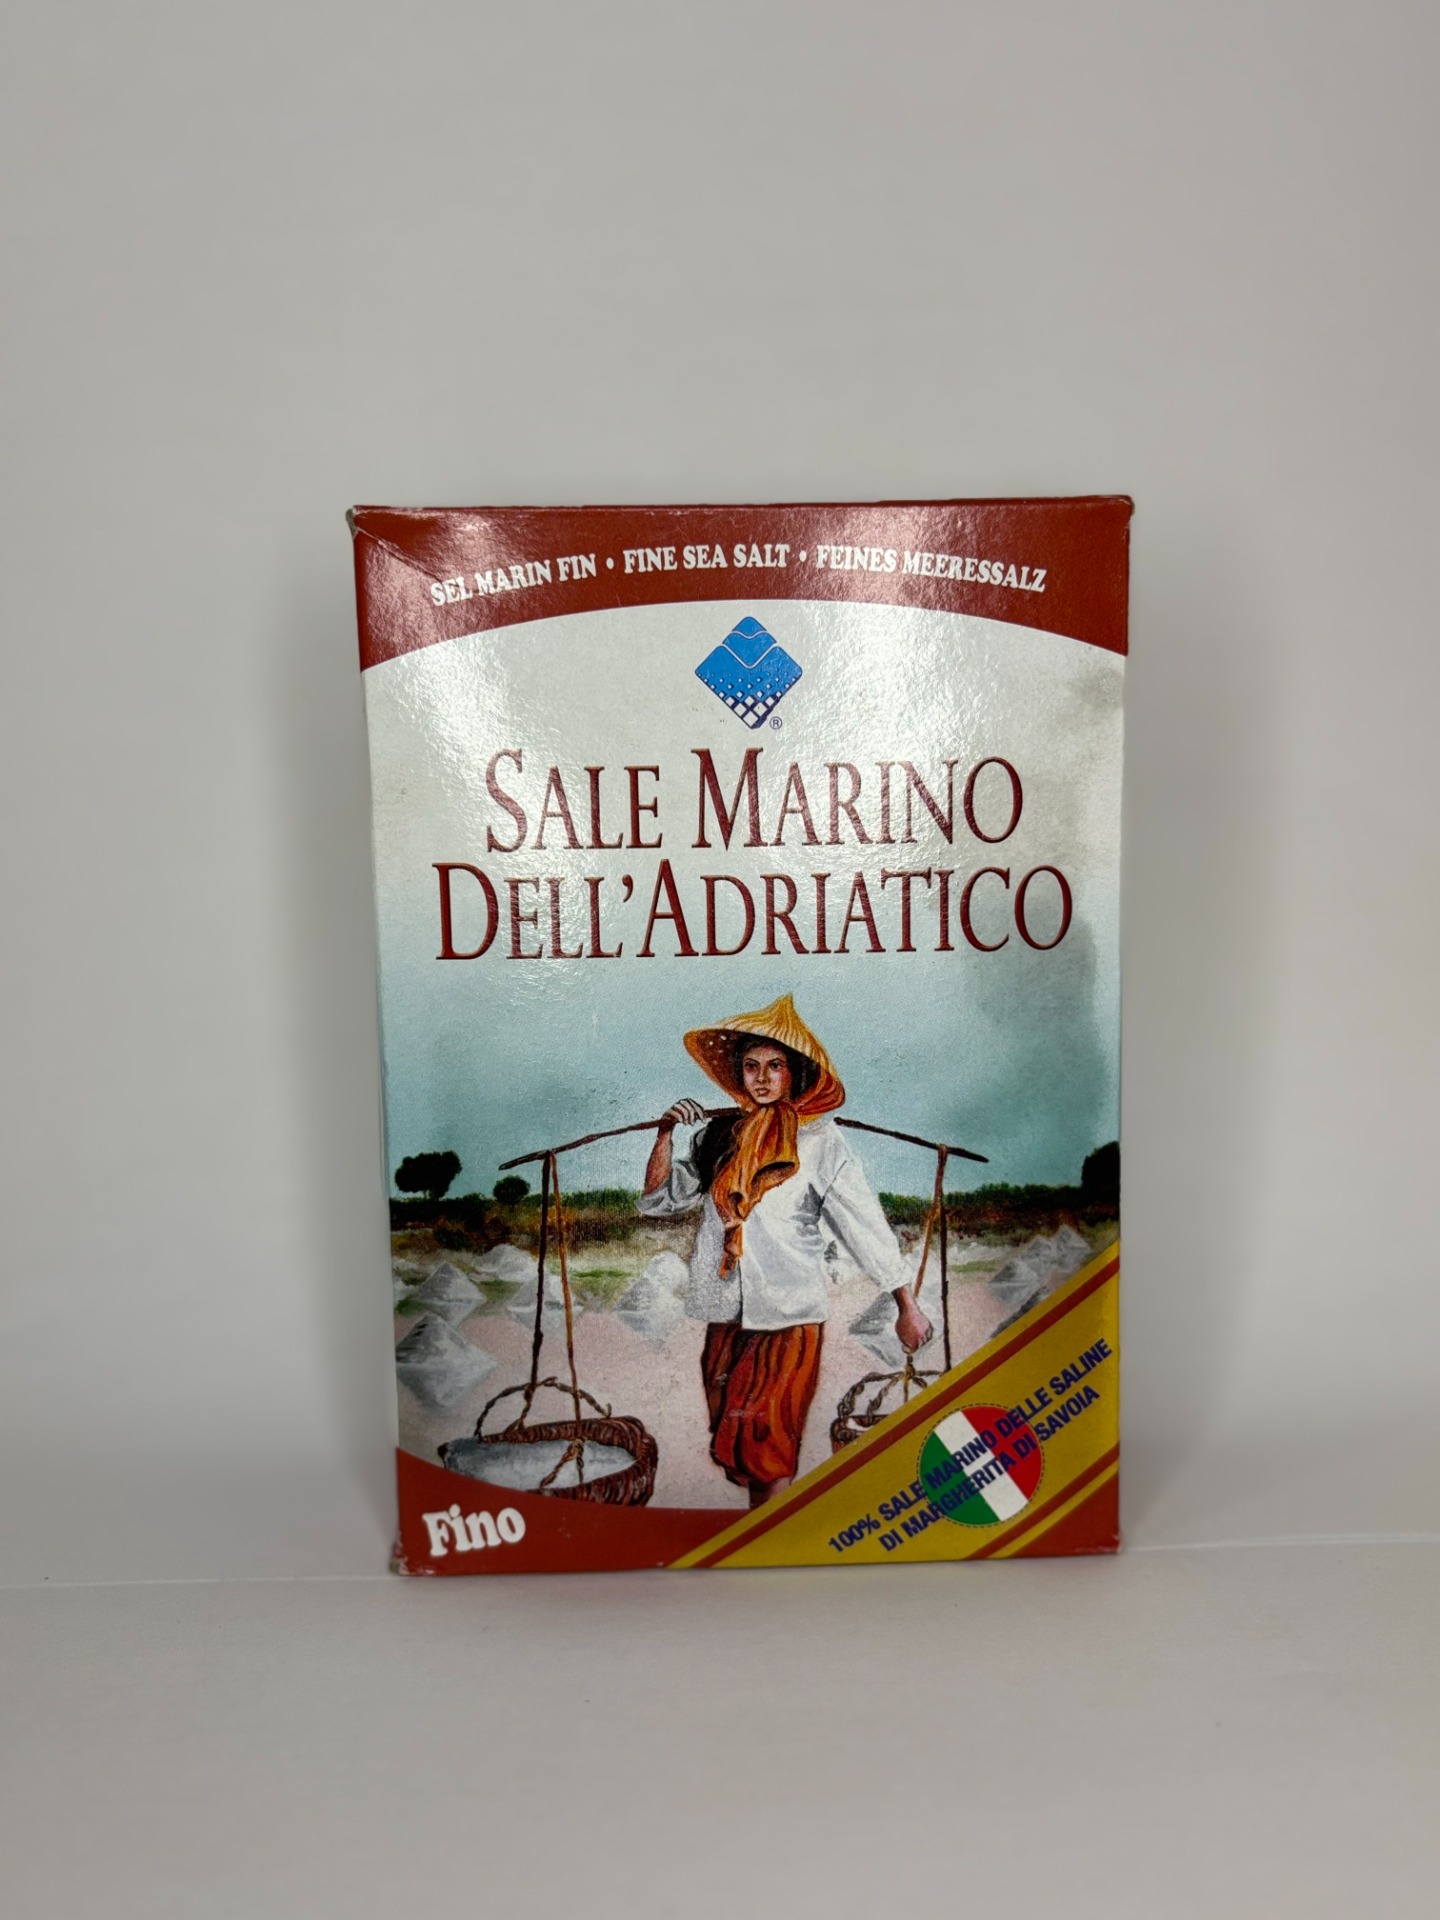 SEL MARIN FIN • FINE SEA SALT • FEINES MEERESSALZ
®
SALE MARINO
DELL'ADRIATICO
100% SALE MARINO DELLE SALINE
DI MARGHERITA DI SAVOIA
Fino